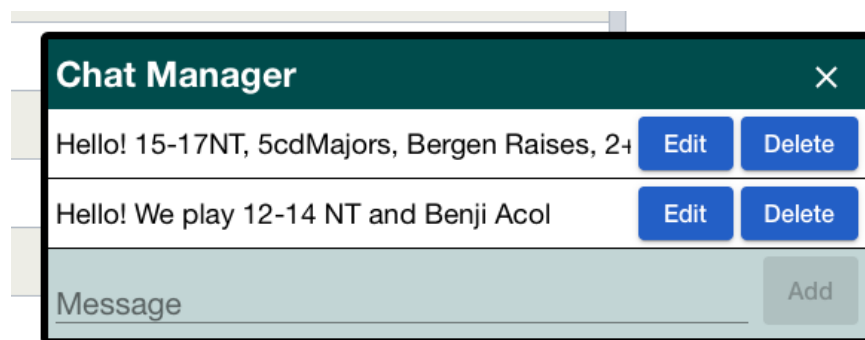 Chat Manager
Hello! 15-17NT, 5cdMajors, Bergen Raises, 2+ Edit Delete
Hello! We play 12-14 NT and Benji Acol Edit Delete
Message Add